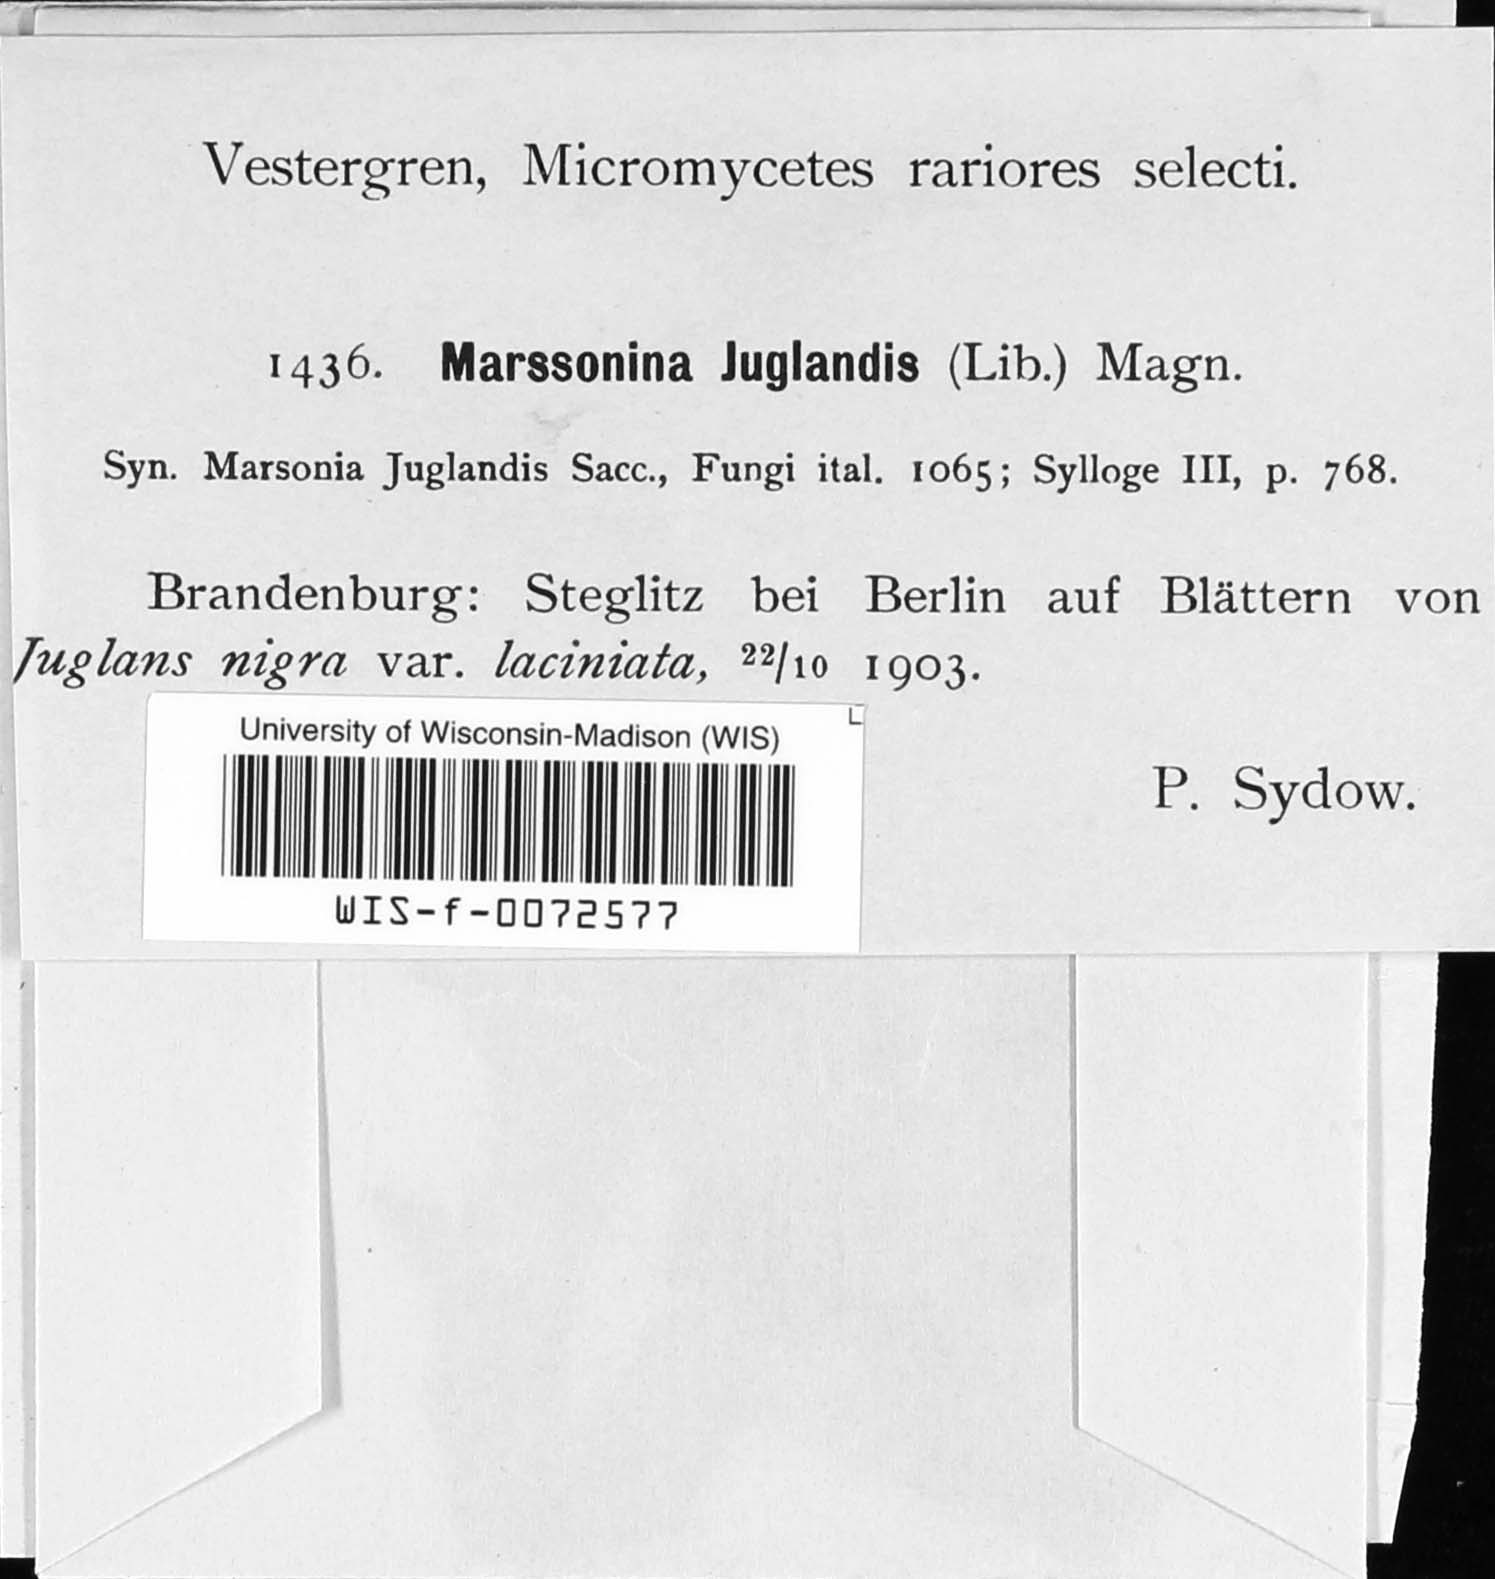 Vestergren, Micromycetes rariores selecti.
1436. Marssonina Juglandis (Lib.) Magn.
Syn. Marsonia Juglandis Sacc., Fungi ital. 1065; Sylloge III, p. 768.
Brandenburg: Steglitz bei Berlin auf Blättern von
Juglans nigra var. laciniata, 22/10 1903.
P. Sydow.
University of Wisconsin-Madison (WIS)
WIS-f-0072577